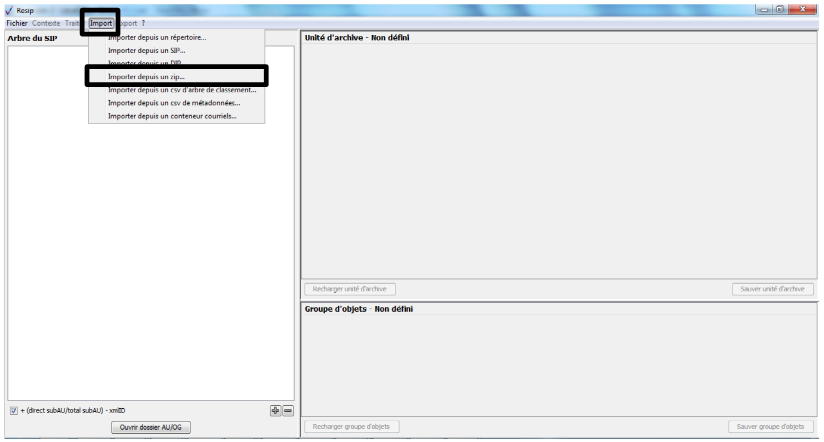 Resip
Fichier Contexte Trait Import xport ?
Arbre du SIP
Importer depuis un répertoire...
Importer depuis un SIP...
Importer depuis un DIP
Importer depuis un zip...
Importer depuis un csv d'arbre de classement...
Importer depuis un csv de métadonnées...
Importer depuis un conteneur courriels...
+ (direct subAU/total subAU) - xmlID
Ouvrir dossier AU/OG
Unité d'archive - Non défini
Recharger unité d'archive Sauver unité d'archive
Groupe d'objets - Non défini
Recharger groupe d'objets Sauver groupe d'objets